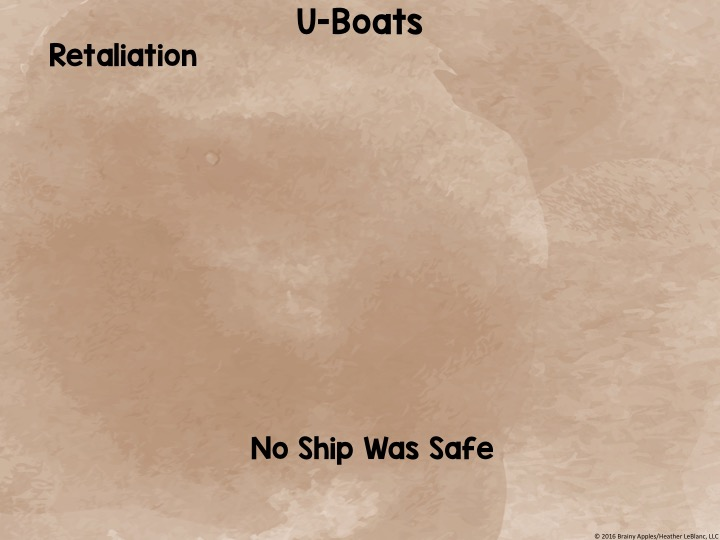 U-Boats
Retaliation
No Ship Was Safe
© 2016 Brainy Apples/Heather LeBlanc, LLC